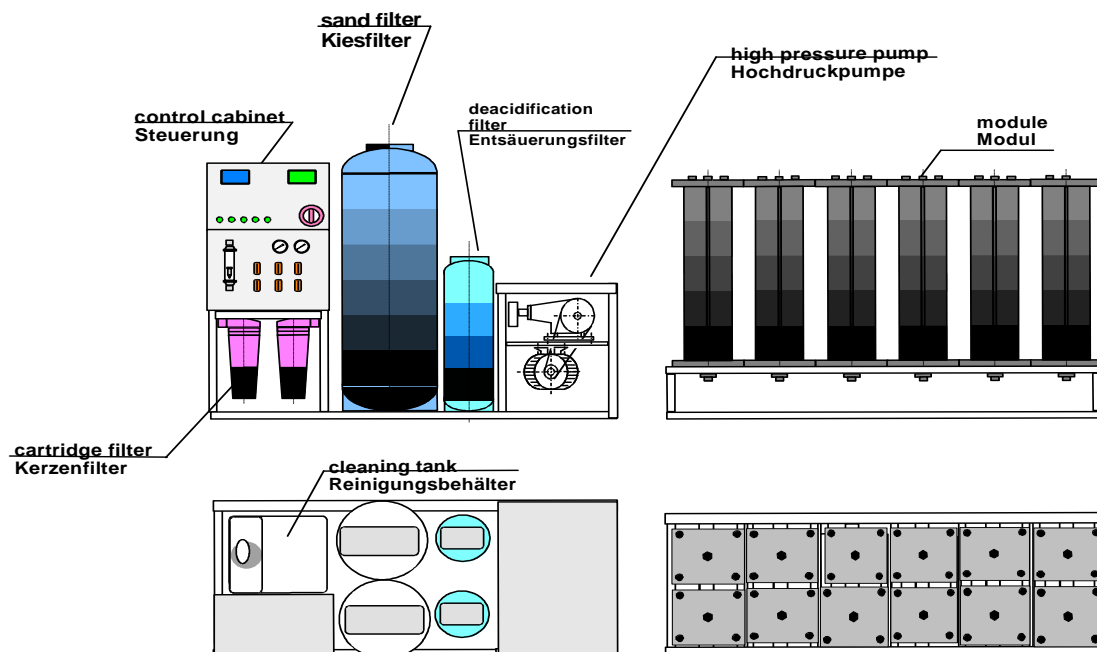 sand filter
Kiesfilter
high pressure pump
Hochdruckpumpe
control cabinet
Steuerung
deacidification
filter
Entsäuerungsfilter
module
Modul
cartridge filter
Kerzenfilter
cleaning tank
Reinigungsbehälter